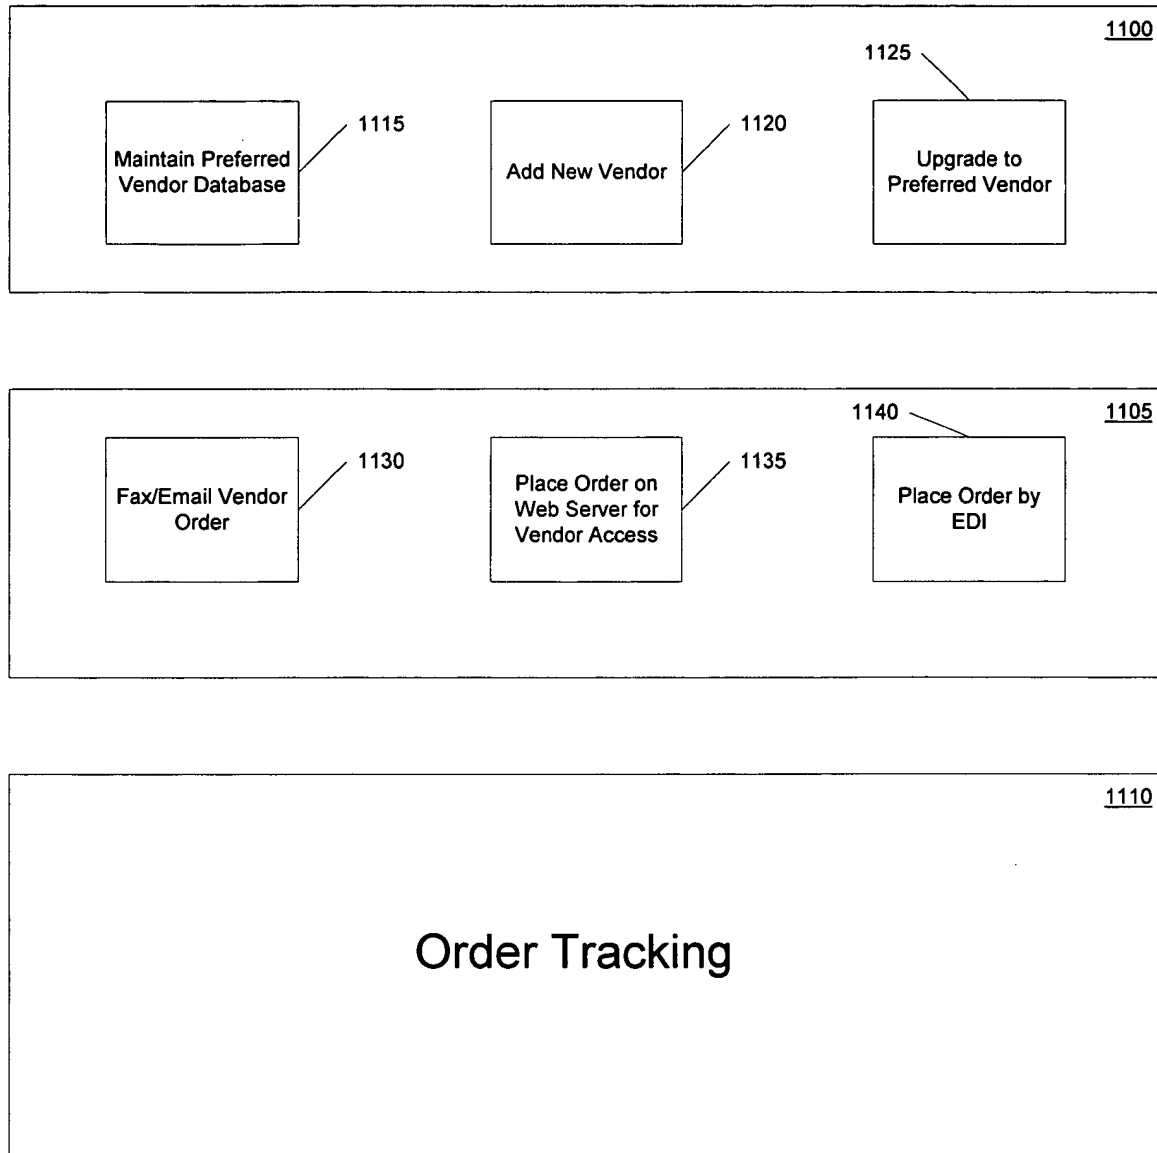 1100
1125
1115
1120
Maintain Preferred
Vendor Database
Add New Vendor
Upgrade to
Preferred Vendor
1105
1140
1130
1135
Fax/Email Vendor
Order
Place Order on
Web Server for
Vendor Access
Place Order by
EDI
1110
Order Tracking